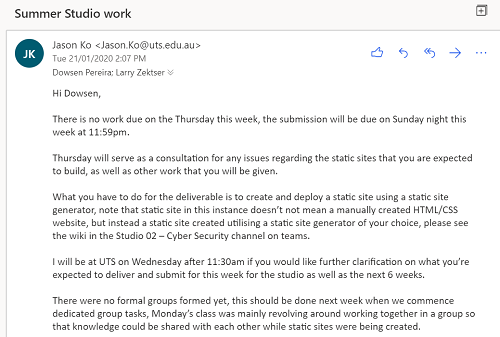 Summer Studio work
JK
Jason Ko <Jason.Ko@uts.edu.au>
Tue 21/01/2020 2:07 PM
Dowsen Pereira; Larry Zektser
Hi Dowsen,
There is no work due on the Thursday this week, the submission will be due on Sunday night this
week at 11:59pm.
Thursday will serve as a consultation for any issues regarding the static sites that you are expected
to build, as well as other work that you will be given.
What you have to do for the deliverable is to create and deploy a static site using a static site
generator, note that static site in this instance doesn't not mean a manually created HTML/CSS
website, but instead a static site created utilising a static site generator of your choice, please see
the wiki in the Studio 02 – Cyber Security channel on teams.
I will be at UTS on Wednesday after 11:30am if you would like further clarification on what you're
expected to deliver and submit for this week for the studio as well as the next 6 weeks.
There were no formal groups formed yet, this should be done next week when we commence
dedicated group tasks, Monday's class was mainly revolving around working together in a group so
that knowledge could be shared with each other while static sites were being created.